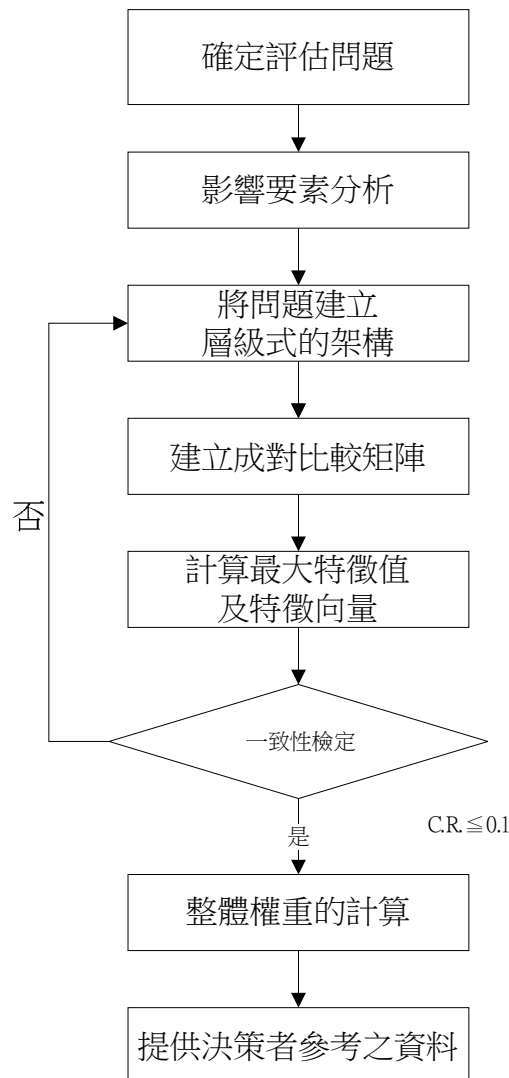 確定評估問題
影響要素分析
將問題建立
層級式的架構
建立成對比較矩陣
否
計算最大特徵值
及特徵向量
一致性檢定
C.R.≦0.1
是
整體權重的計算
提供決策者參考之資料